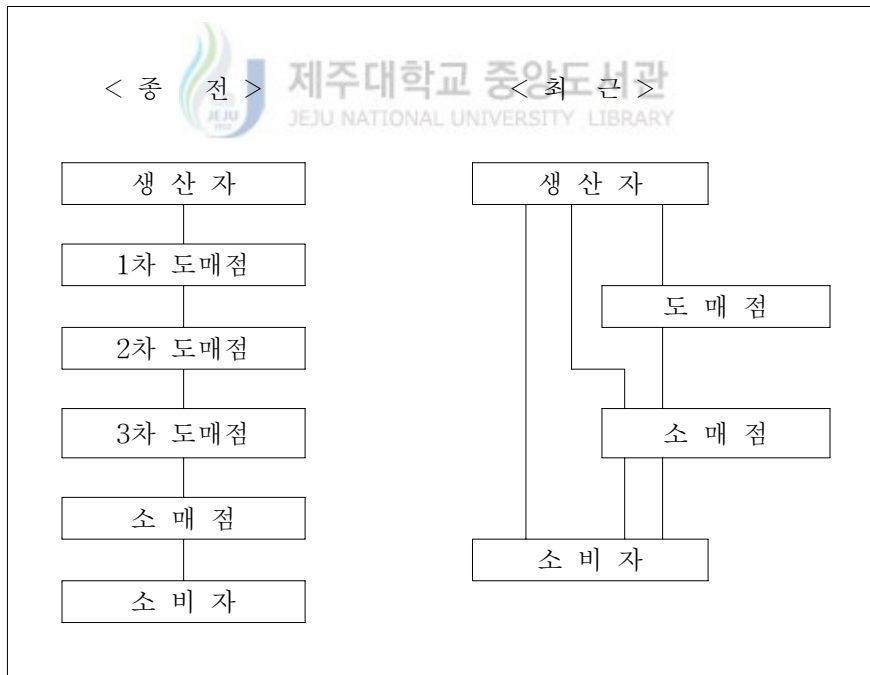 < 종 전 >
< 최 근 >
제주대학교 중앙도서관
JEJU NATIONAL UNIVERSITY LIBRARY
JEJU
1952
생 산 자
1차 도매점
2차 도매점
3차 도매점
소 매 점
소 비 자
생 산 자
도 매 점
소 매 점
소 비 자